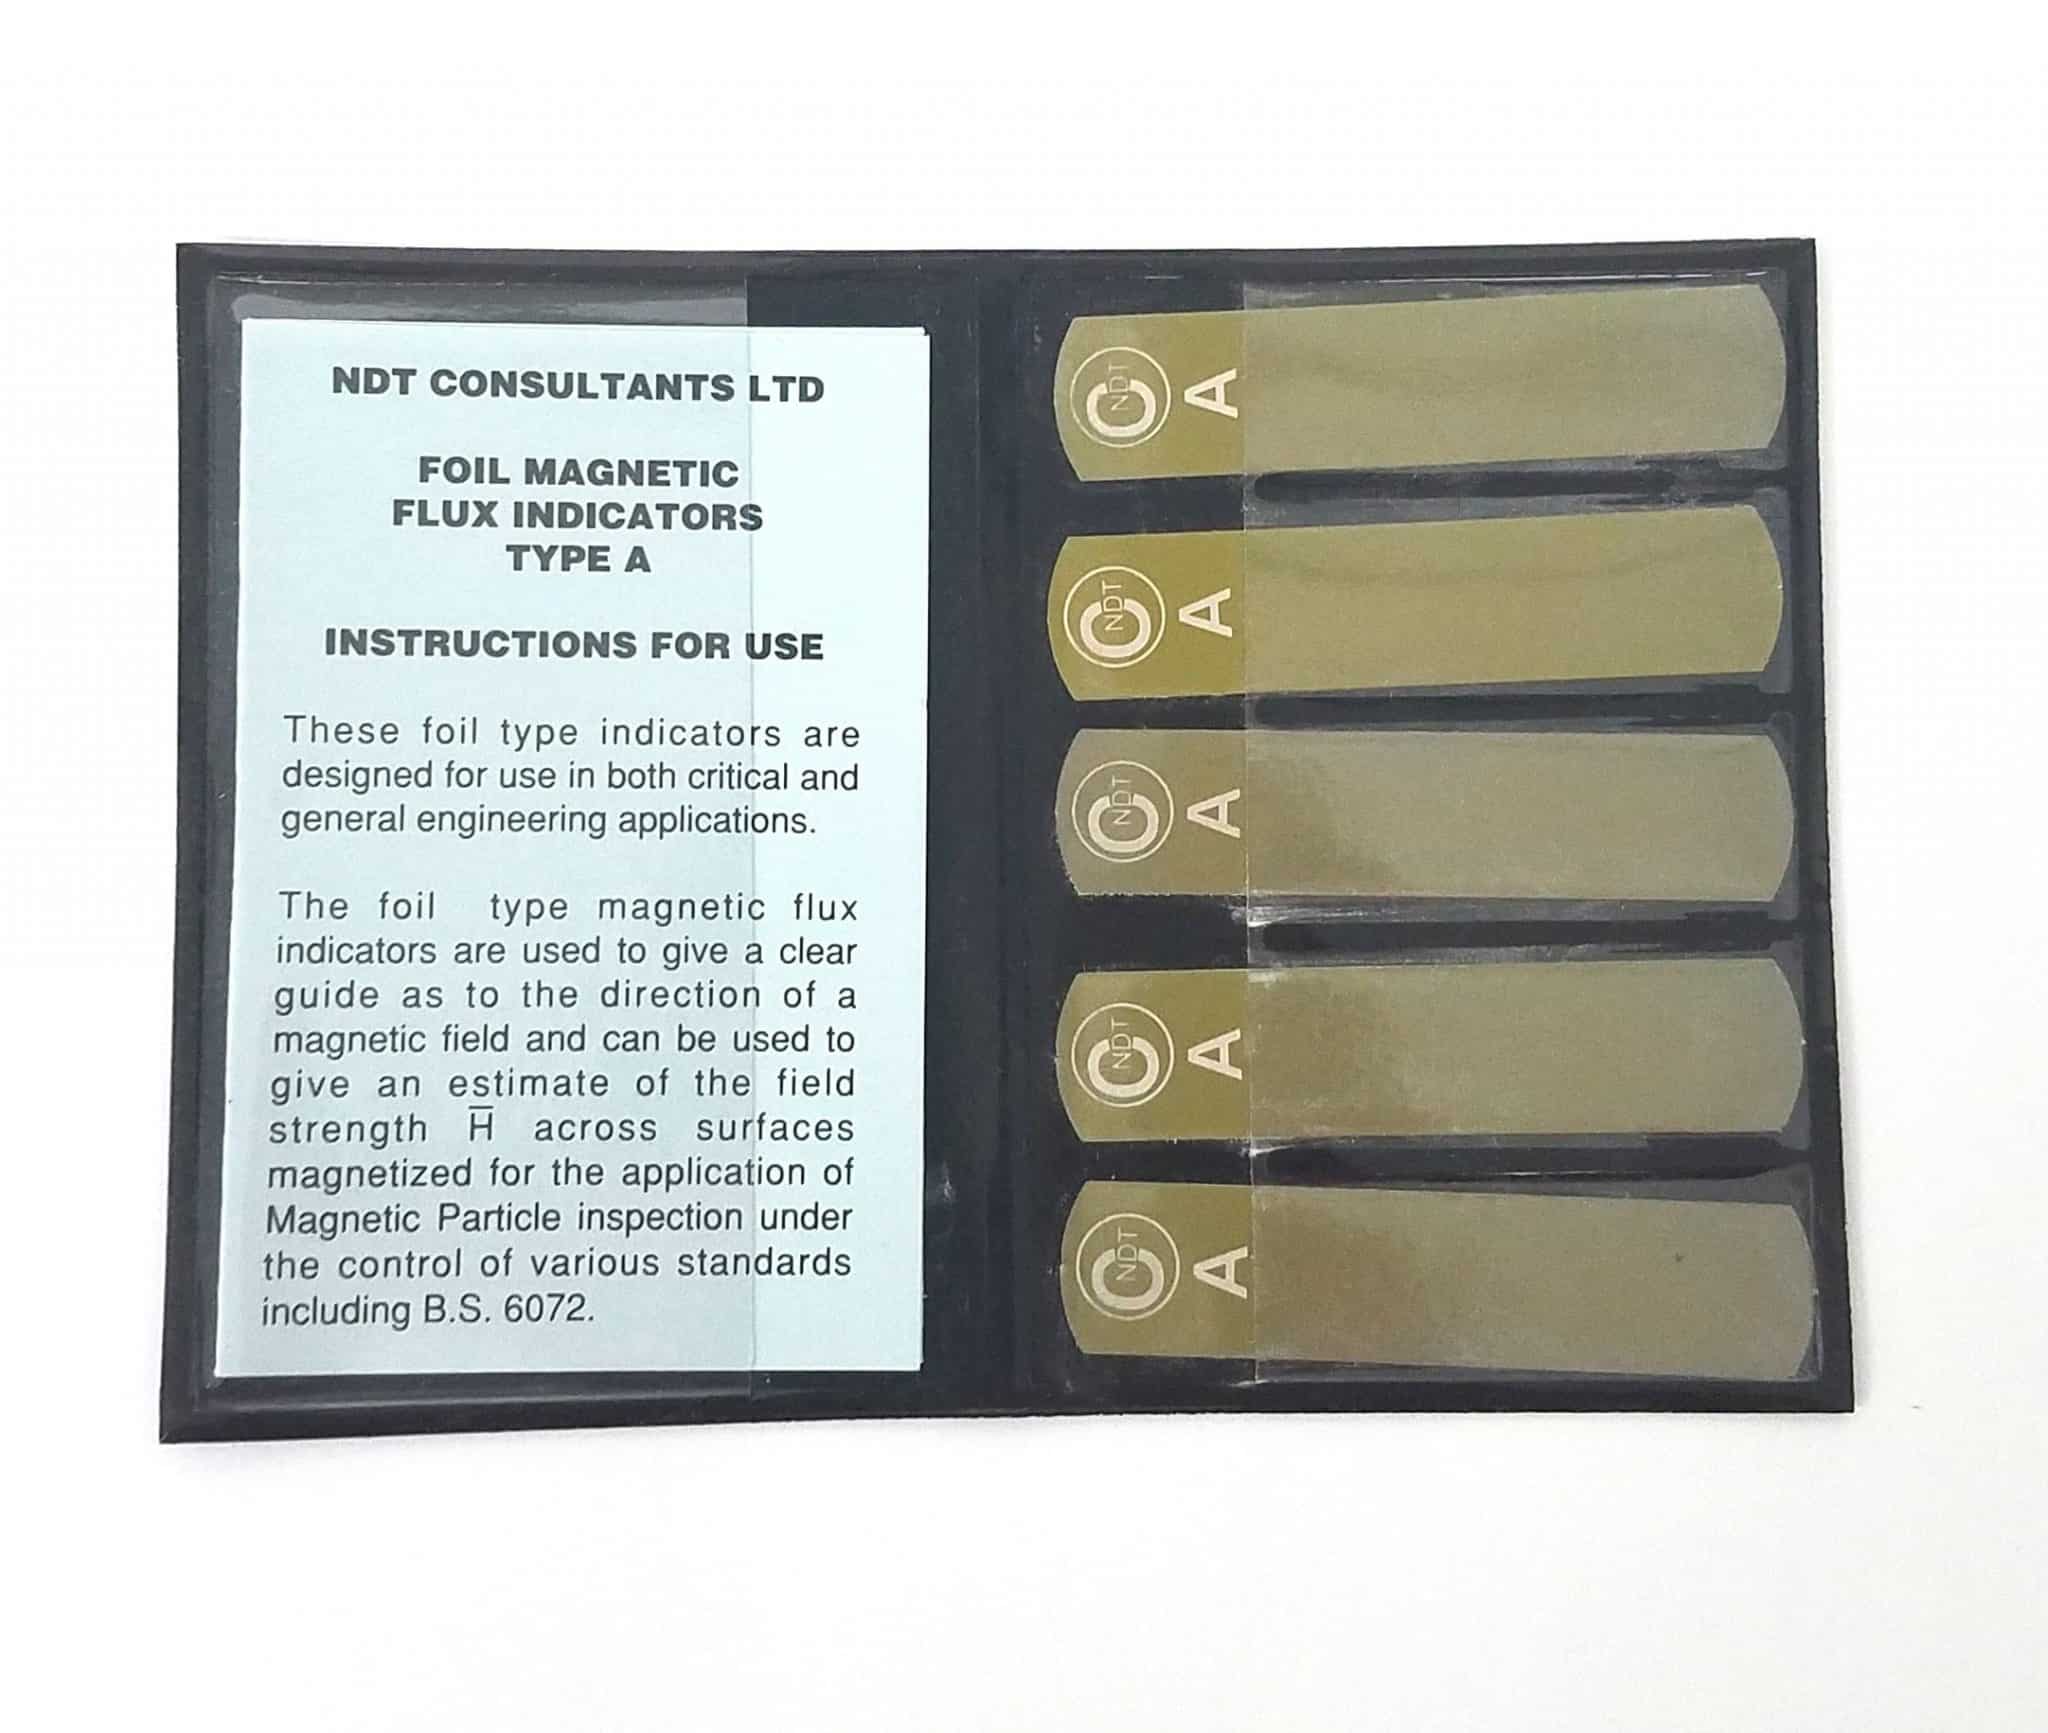 NDT CONSULTANTS LTD
FOIL MAGNETIC
FLUX INDICATORS
TYPE A
INSTRUCTIONS FOR USE
These foil type indicators are
designed for use in both critical and
general engineering applications.
The foil type magnetic flux
indicators are used to give a clear
guide as to the direction of a
magnetic field and can be used to
give an estimate of the field
strength H̅ across surfaces
magnetized for the application of
Magnetic Particle inspection under
the control of various standards
including B.S. 6072.
C NDT
A
C NDT
A
C NDT
A
C NDT
A
C NDT
A